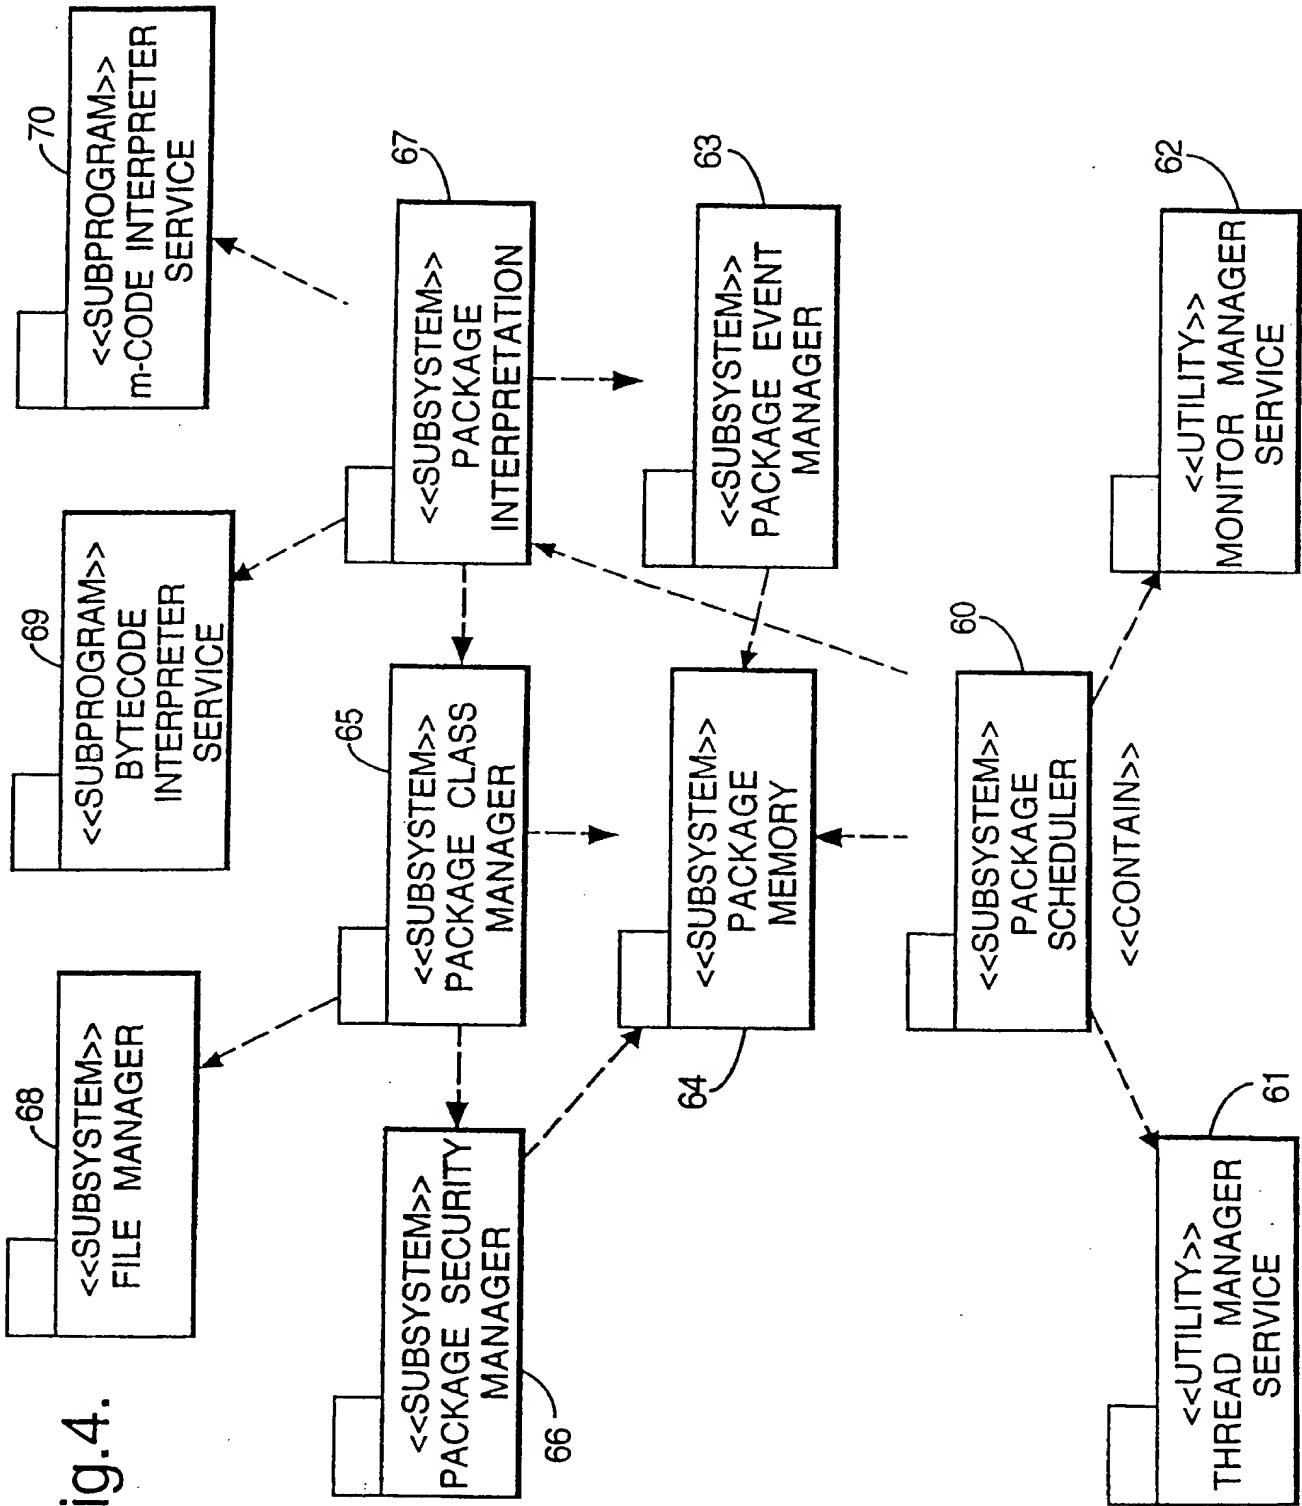 ig.4.
68
<<SUBSYSTEM>>
FILE MANAGER
69
<<SUBPROGRAM>>
BYTECODE
INTERPRETER
SERVICE
70
<<SUBPROGRAM>>
m-CODE INTERPRETER
SERVICE
<<SUBSYSTEM>>
PACKAGE SECURITY
MANAGER
66
65
<<SUBSYSTEM>>
PACKAGE CLASS
MANAGER
67
<<SUBSYSTEM>>
PACKAGE
INTERPRETATION
64
<<SUBSYSTEM>>
PACKAGE
MEMORY
63
<<SUBSYSTEM>>
PACKAGE EVENT
MANAGER
60
<<SUBSYSTEM>>
PACKAGE
SCHEDULER
<<CONTAIN>>
61
<<UTILITY>>
THREAD MANAGER
SERVICE
62
<<UTILITY>>
MONITOR MANAGER
SERVICE